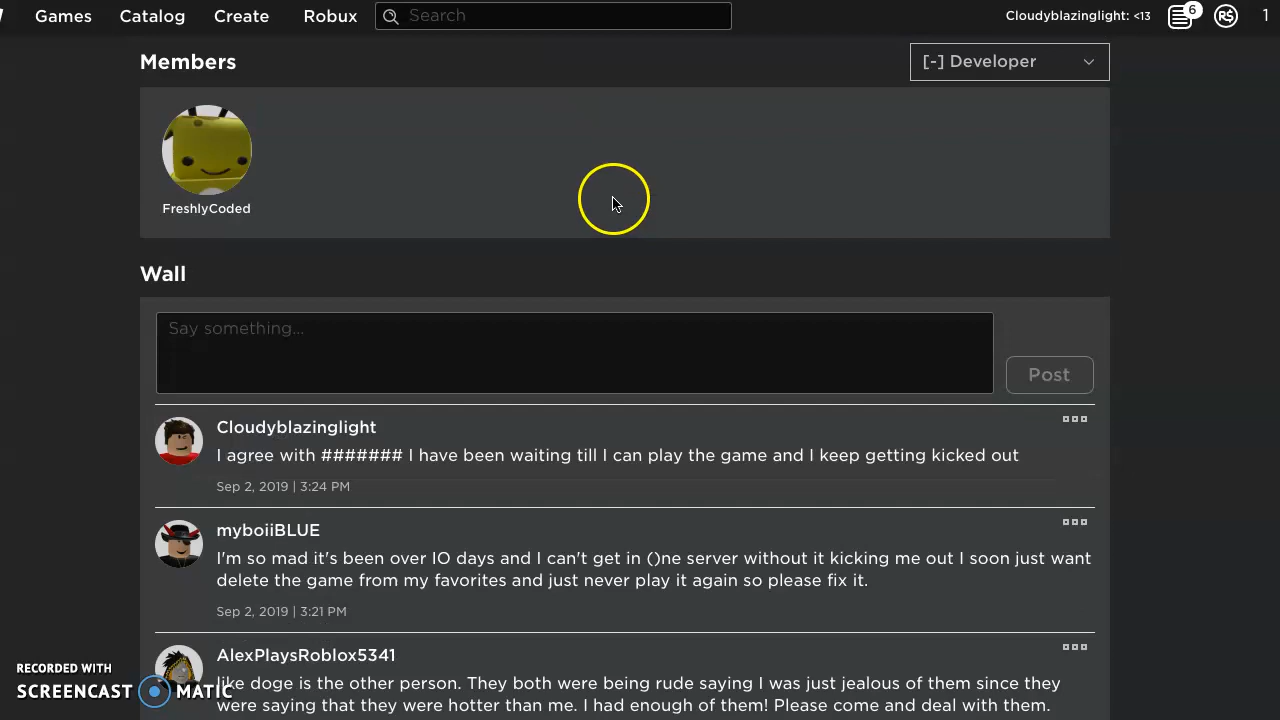 Games Catalog Create Robux Search Cloudyblazinglight: <13 6 R$ 1
Members [-] Developer
FreshlyCoded
Wall
Say something...
Post
Cloudyblazinglight
I agree with ####### I have been waiting till I can play the game and I keep getting kicked out
Sep 2, 2019 | 3:24 PM
myboiiBLUE
I'm so mad it's been over IO days and I can't get in ()ne server without it kicking me out I soon just want
delete the game from my favorites and just never play it again so please fix it.
Sep 2, 2019 | 3:21 PM
AlexPlaysRoblox5341
like doge is the other person. They both were being rude saying I was just jealous of them since they
were saying that they were hotter than me. I had enough of them! Please come and deal with them.
RECORDED WITH
SCREENCAST MATIC